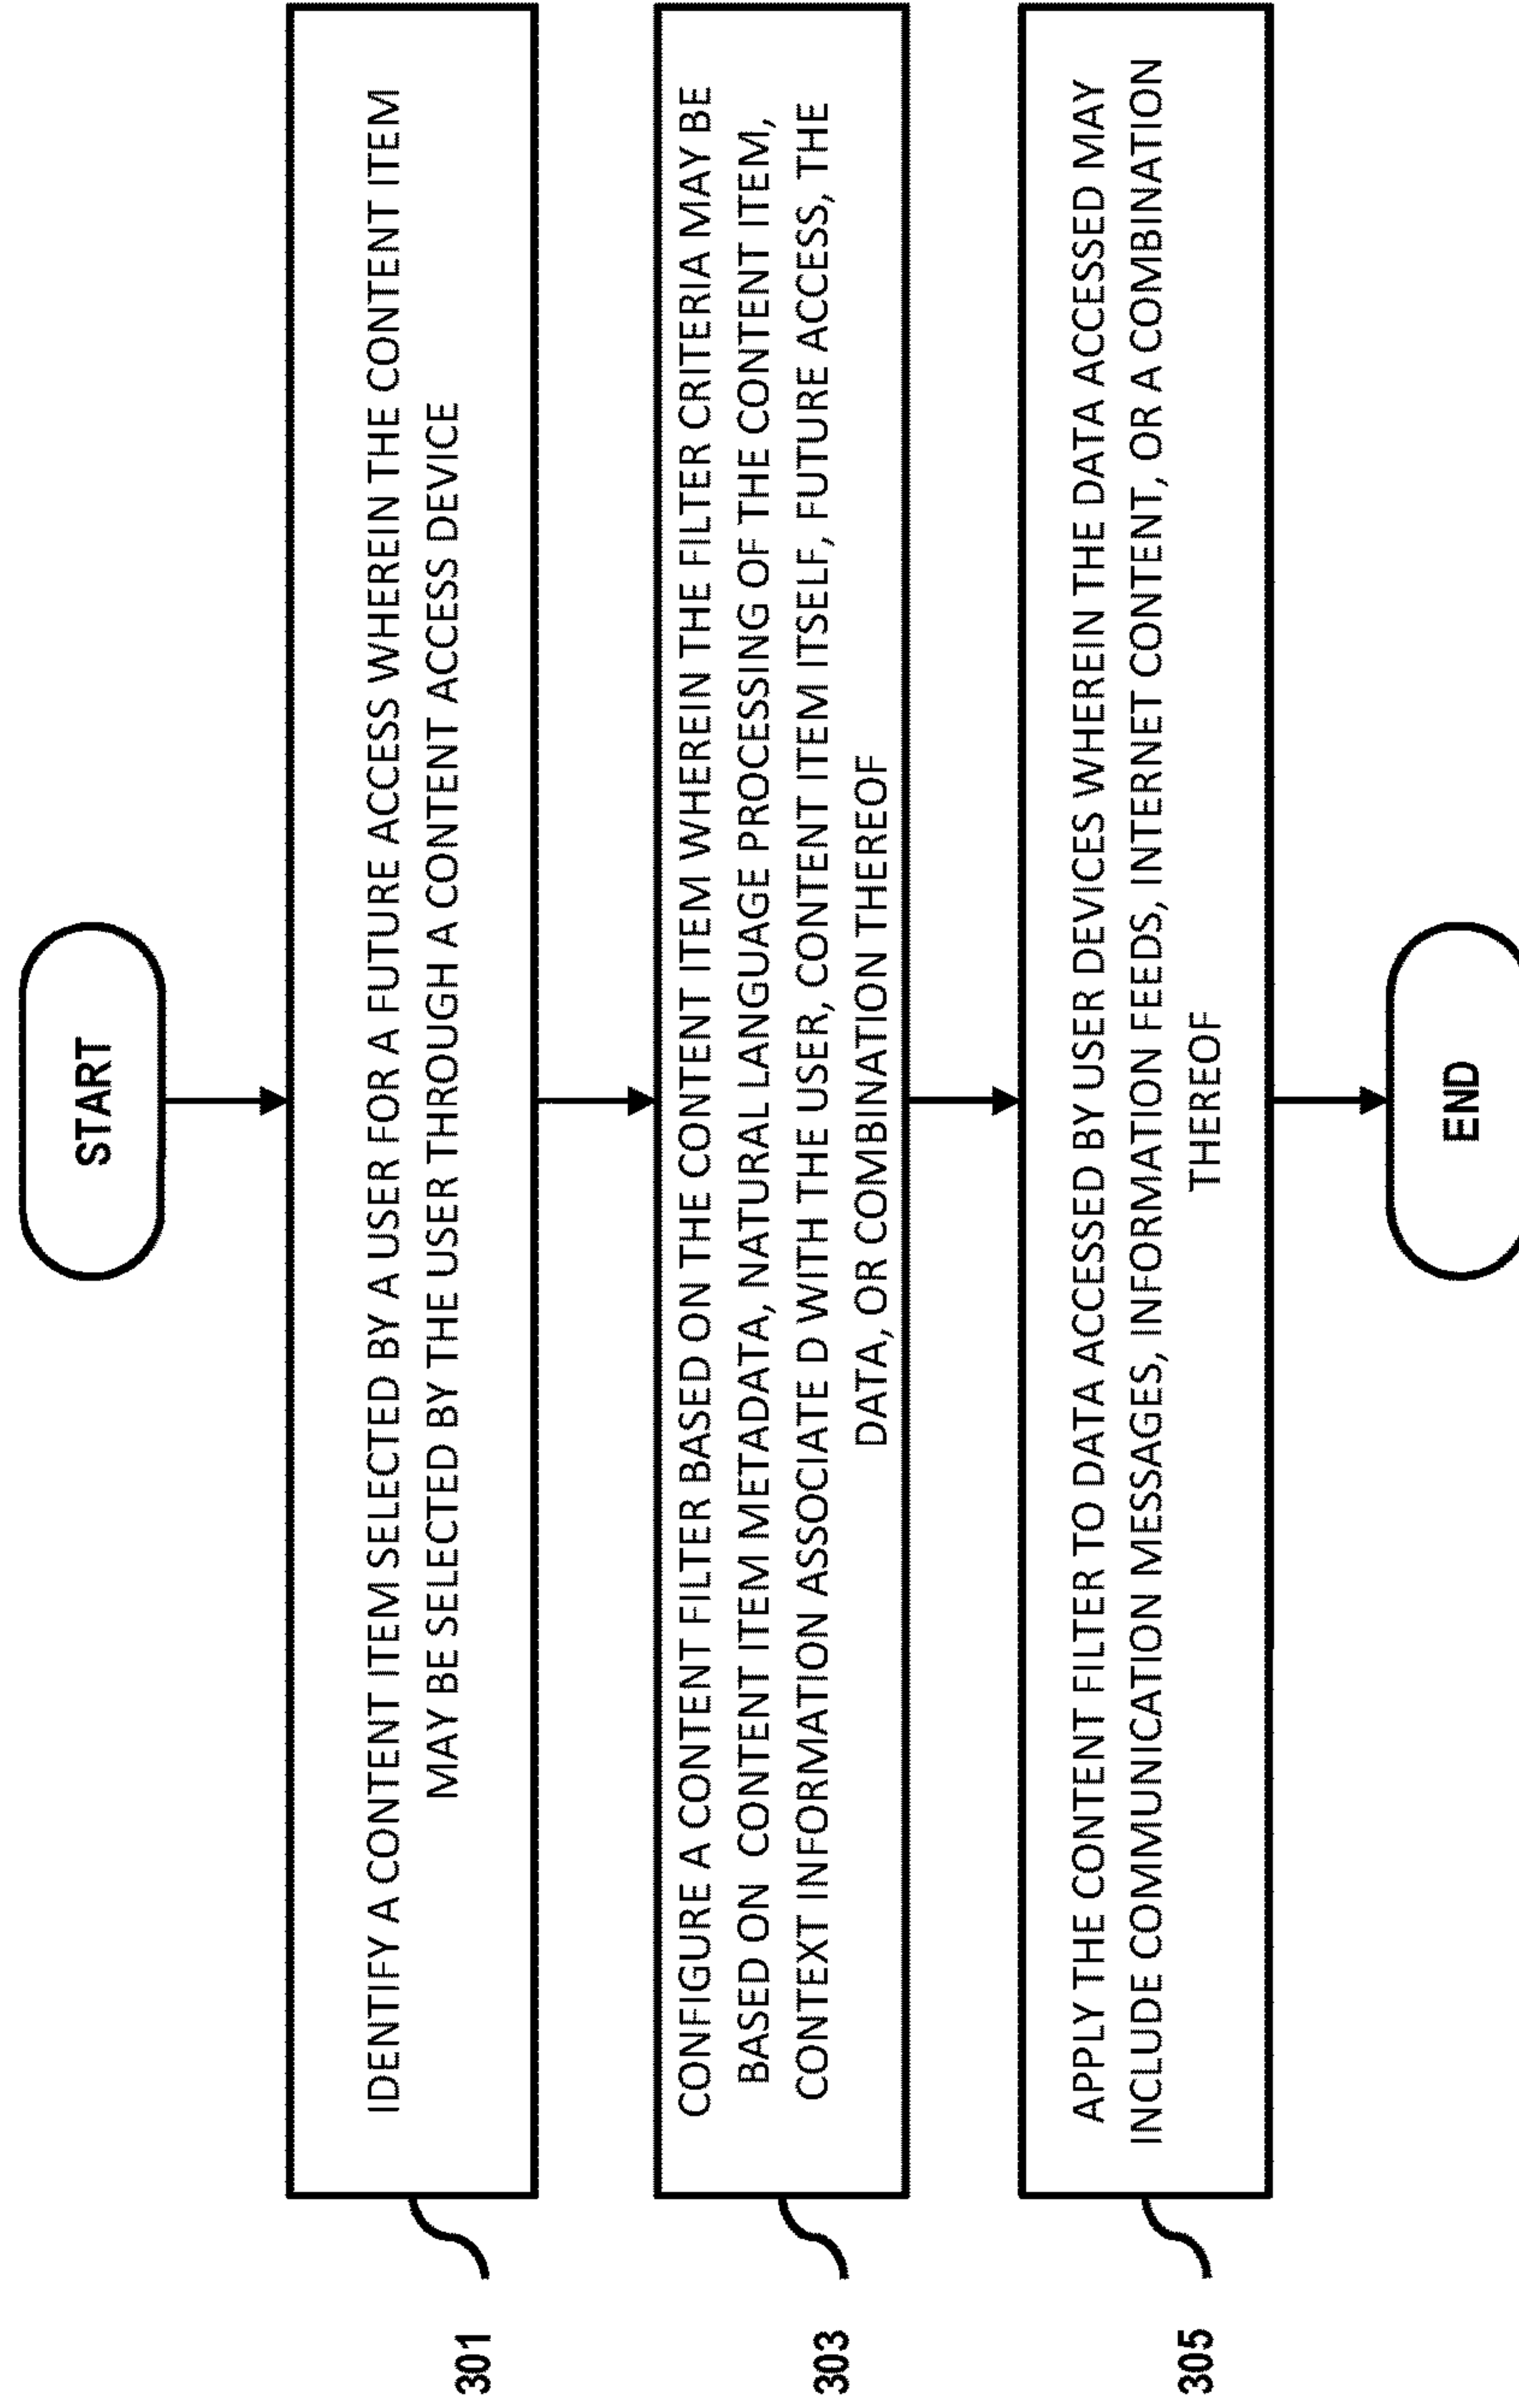 START
IDENTIFY A CONTENT ITEM SELECTED BY A USER FOR A FUTURE ACCESS WHEREIN THE CONTENT ITEM
MAY BE SELECTED BY THE USER THROUGH A CONTENT ACCESS DEVICE
301
CONFIGURE A CONTENT FILTER BASED ON THE CONTENT ITEM WHEREIN THE FILTER CRITERIA MAY BE
BASED ON CONTENT ITEM METADATA, NATURAL LANGUAGE PROCESSING OF THE CONTENT ITEM,
CONTEXT INFORMATION ASSOCIATE D WITH THE USER, CONTENT ITEM ITSELF, FUTURE ACCESS, THE
DATA, OR COMBINATION THEREOF
303
APPLY THE CONTENT FILTER TO DATA ACCESSED BY USER DEVICES WHEREIN THE DATA ACCESSED MAY
INCLUDE COMMUNICATION MESSAGES, INFORMATION FEEDS, INTERNET CONTENT, OR A COMBINATION
THEREOF
305
END